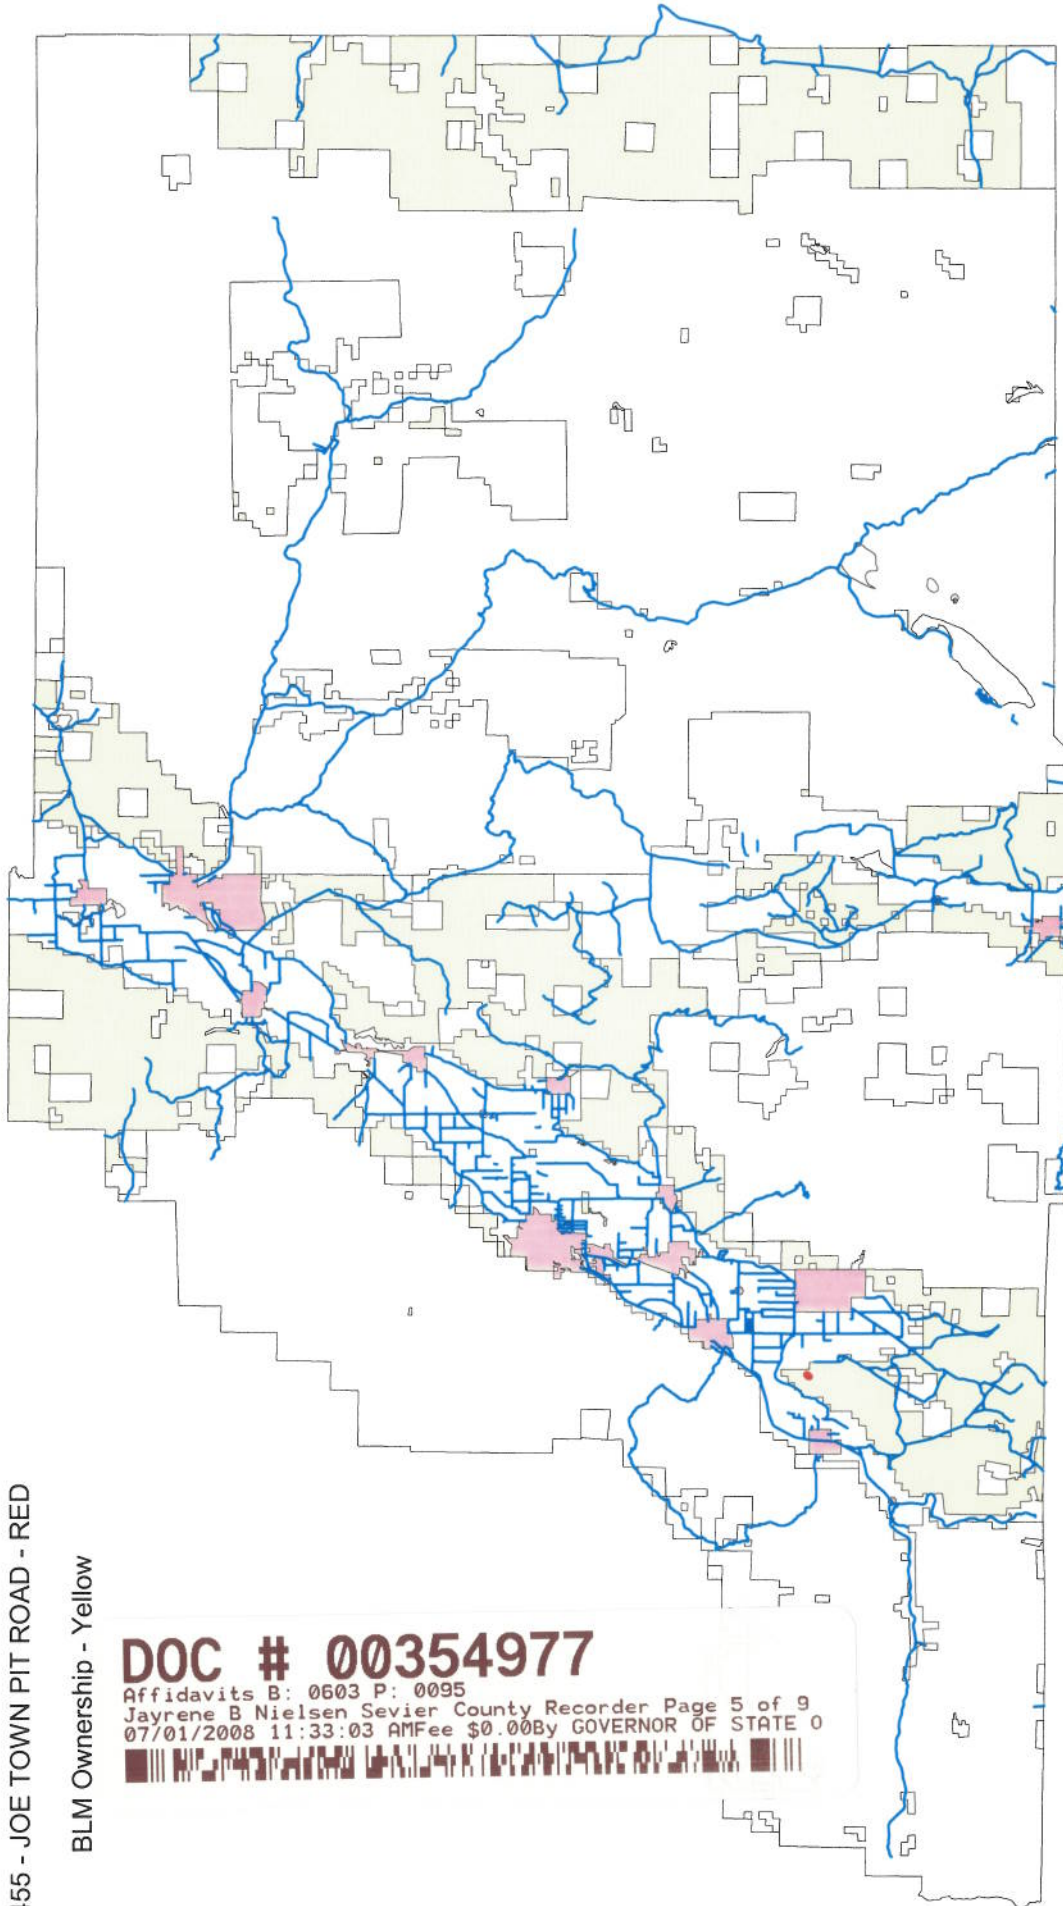 455 - JOE TOWN PIT ROAD - RED
BLM Ownership - Yellow
DOC # 00354977
Affidavits B: 0603 P: 0095
Jayrene B Nielsen Sevier County Recorder Page 5 of 9
07/01/2008 11:33:03 AMFee $0.00By GOVERNOR OF STATE O